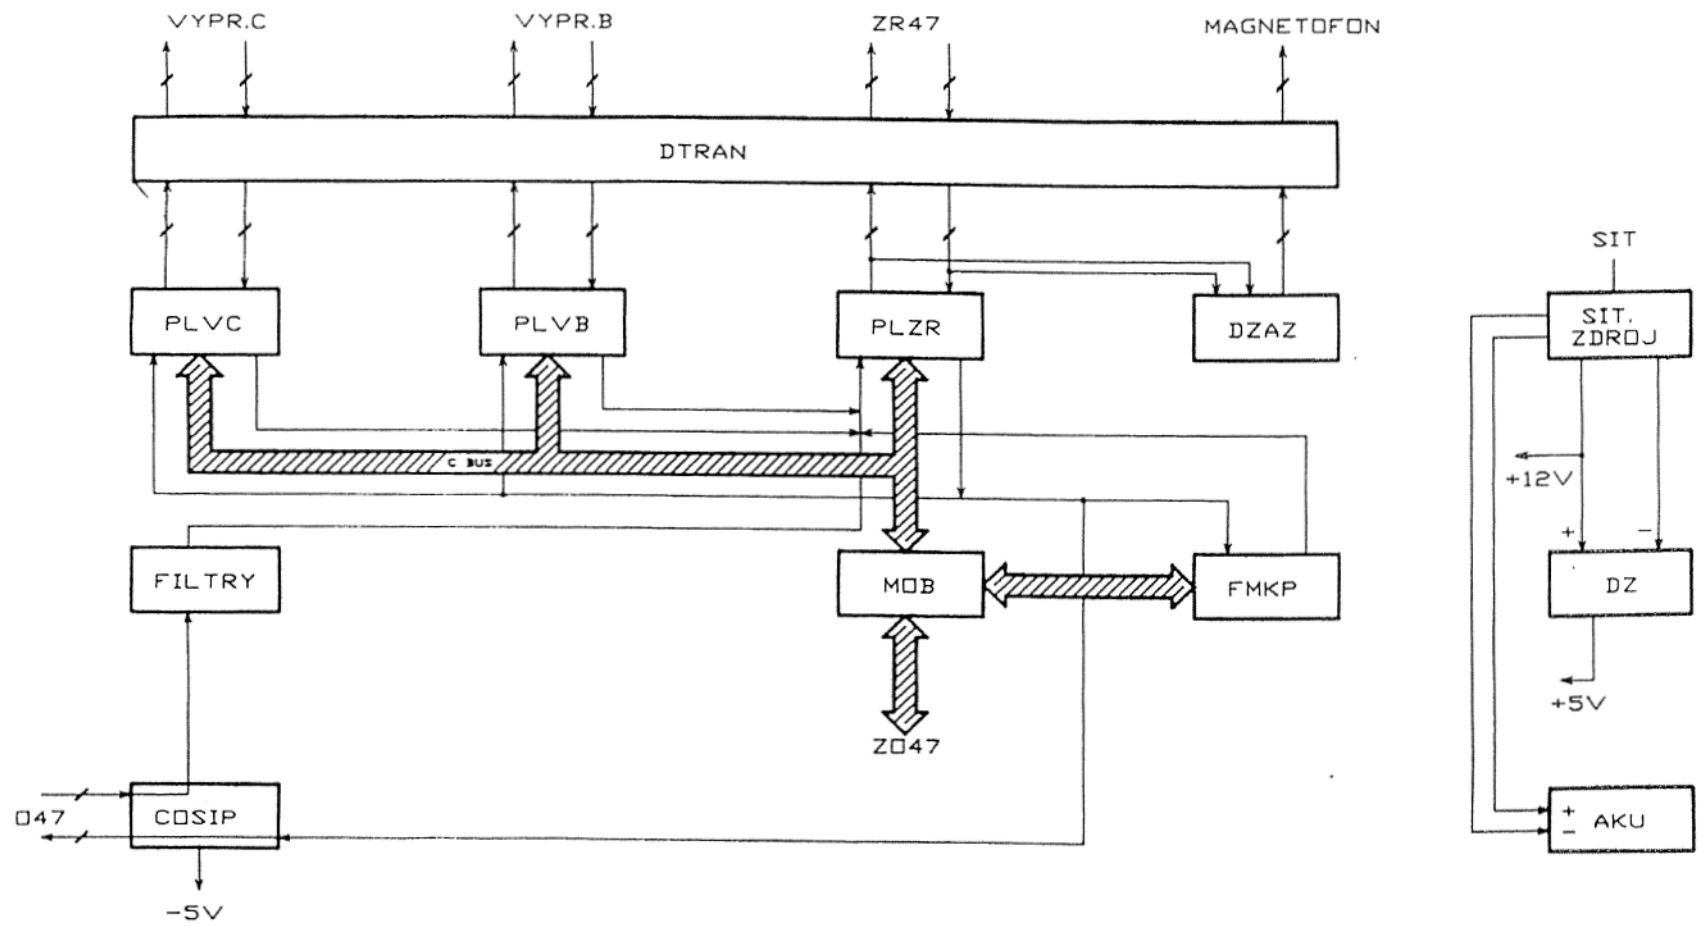 VYPR.C
VYPR.B
ZR47
MAGNETOFON
DTRAN
SIT
PLVC
PLVB
PLZR
DZAZ
SIT.
ZDROJ
C BUS
+12V
+ -
FILTRY
MOB
FMKP
DZ
+5V
ZO47
O47
COSIP
+
-
AKU
-5V